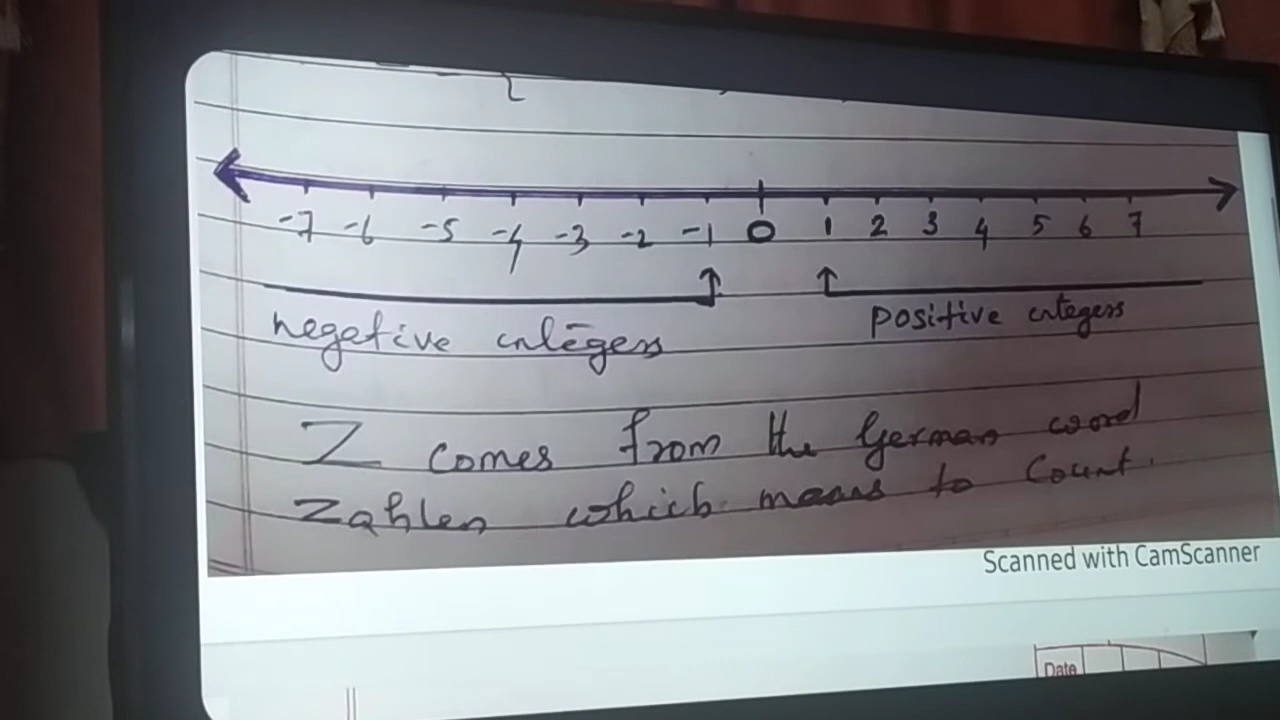 -7 -6 -5 -4 -3 -2 -1 0 1 2 3 4 5 6 7
negetive integers positive integers
Z comes from the German word
Zahlen which means to Count.
Scanned with CamScanner
Date